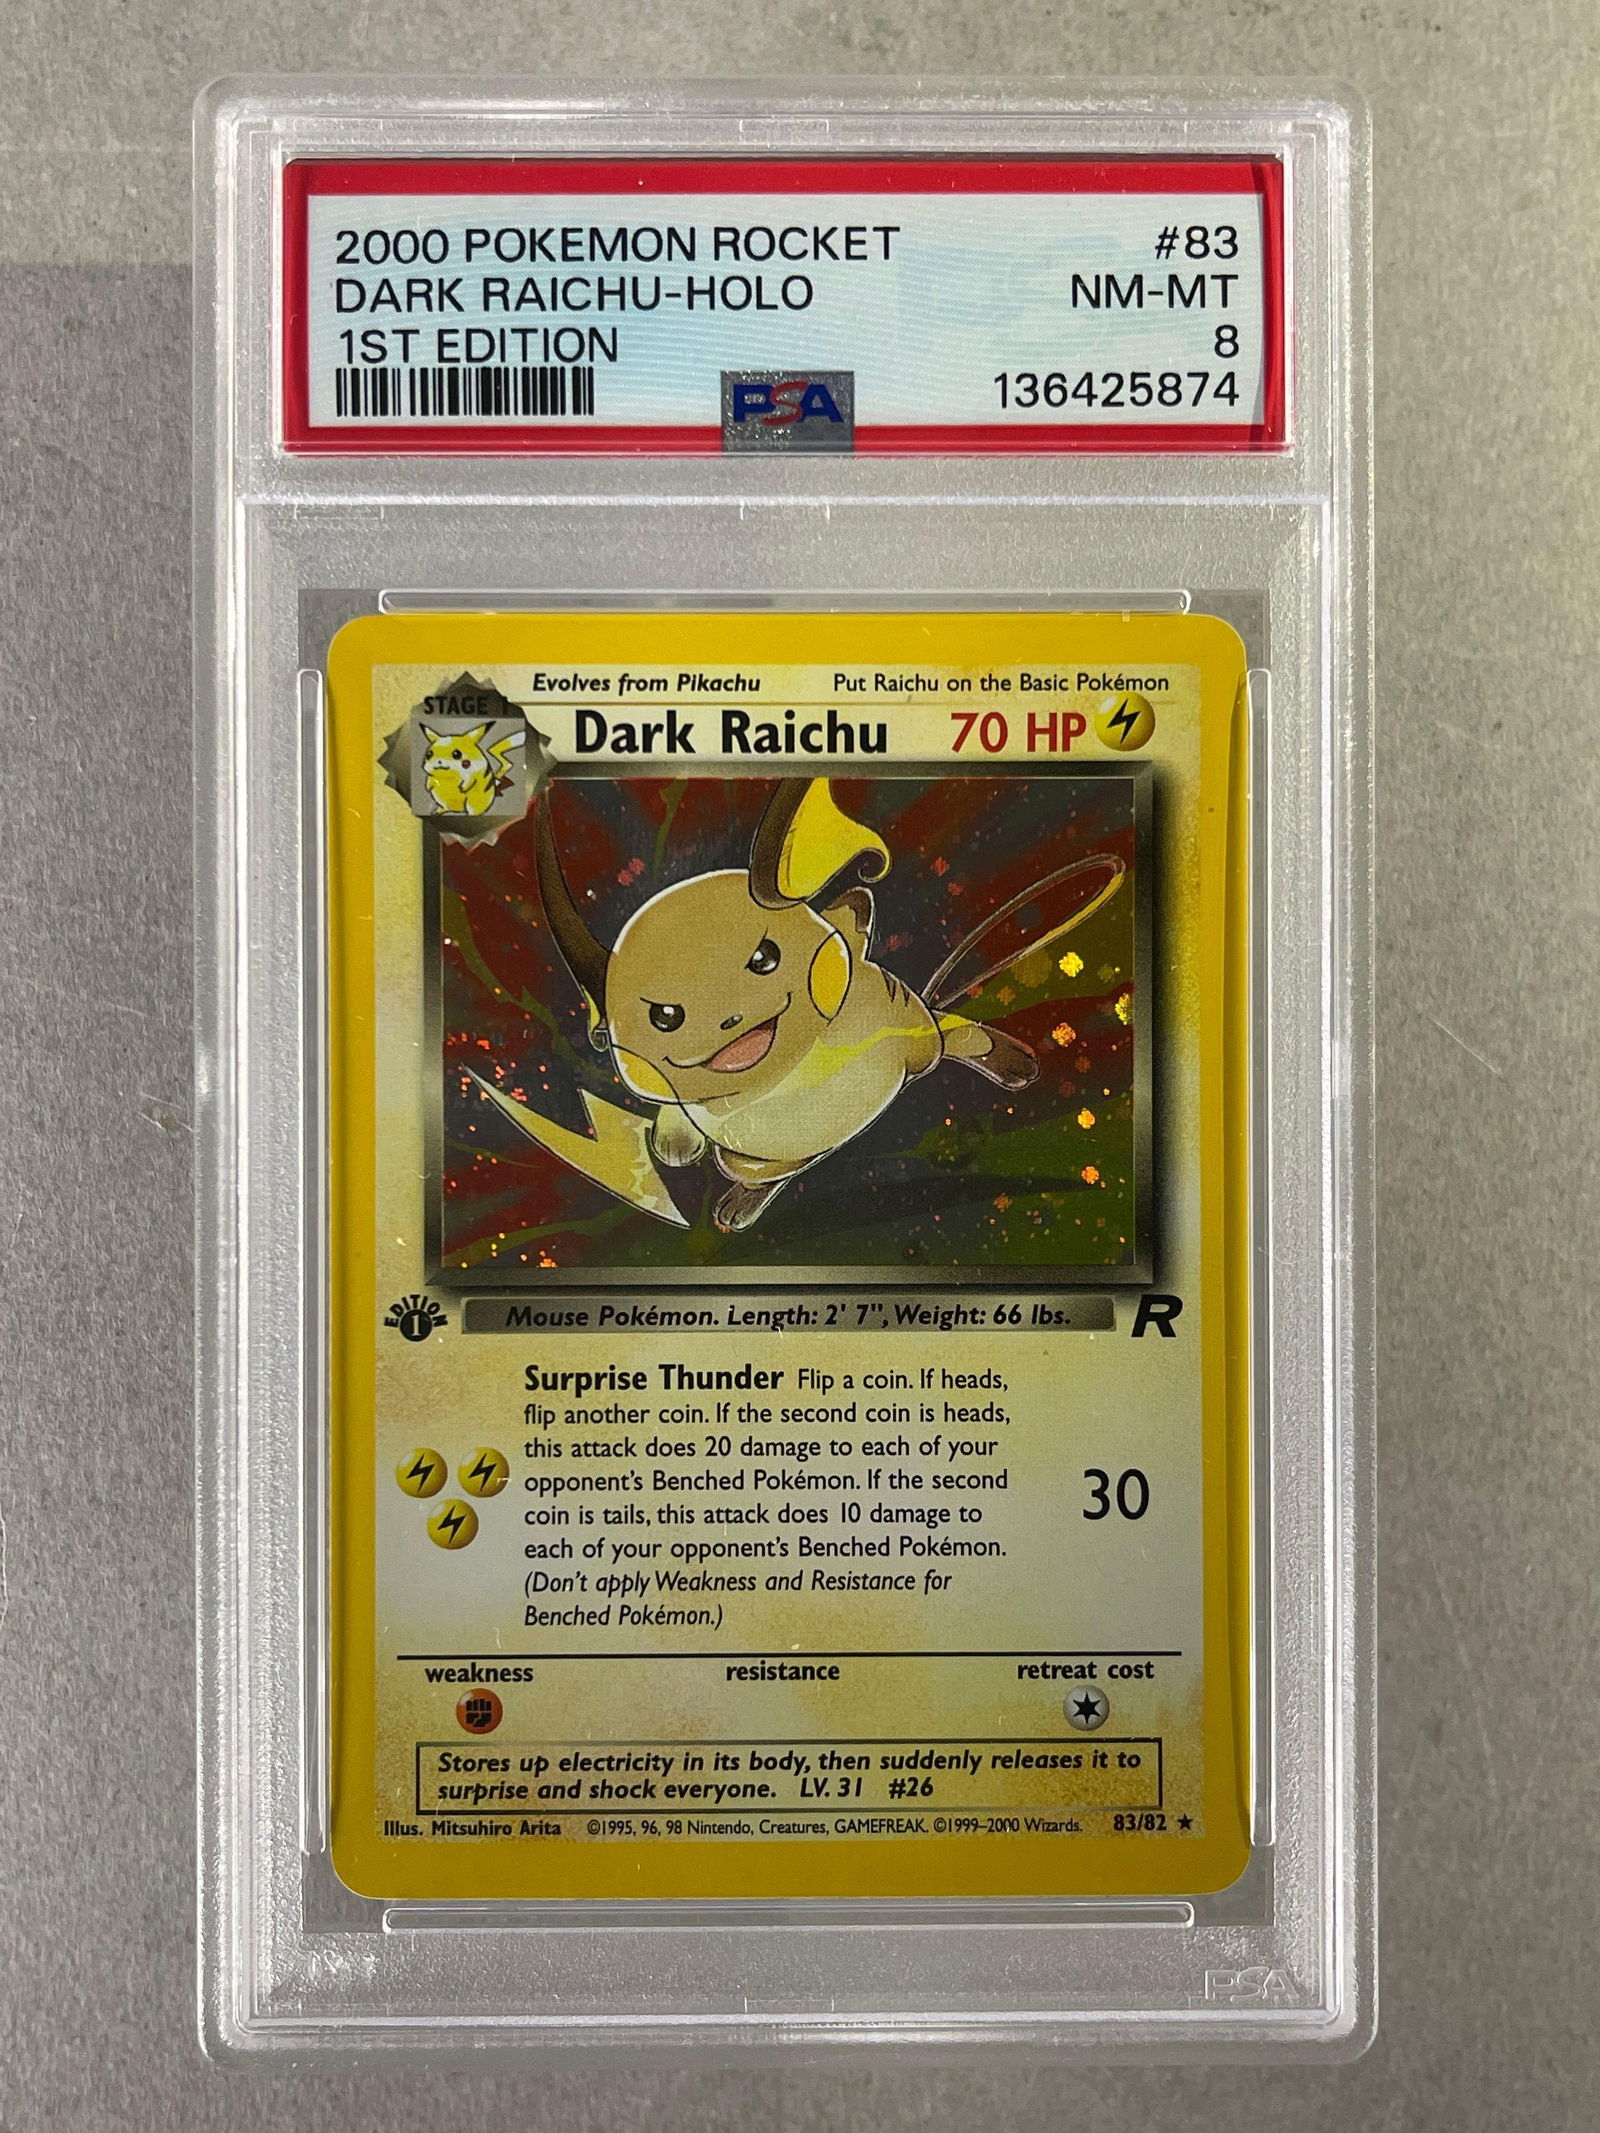 2000 POKEMON ROCKET #83
DARK RAICHU-HOLO NM-MT
1ST EDITION 8
PSA 136425874
Evolves from Pikachu Put Raichu on the Basic Pokémon
STAGE 1
Dark Raichu 70 HP
EDITION
1
Mouse Pokémon. Length: 2' 7", Weight: 66 lbs.
R
Surprise Thunder Flip a coin. If heads,
flip another coin. If the second coin is heads,
this attack does 20 damage to each of your
opponent's Benched Pokémon. If the second
coin is tails, this attack does 10 damage to
each of your opponent's Benched Pokémon.
(Don't apply Weakness and Resistance for
Benched Pokémon.)
30
weakness resistance retreat cost
Stores up electricity in its body, then suddenly releases it to
surprise and shock everyone. LV. 31 #26
Illus. Mitsuhiro Arita ©1995, 96, 98 Nintendo, Creatures, GAMEFREAK. ©1999–2000 Wizards. 83/82 ★
PSA